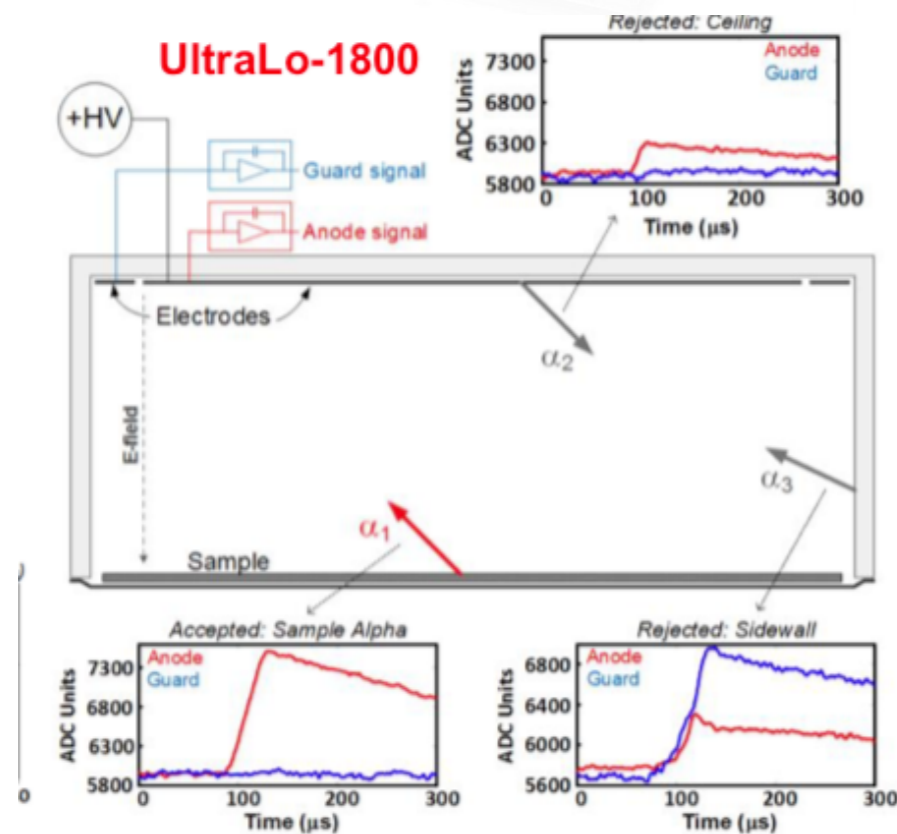 UltraLo-1800
+HV
Guard signal
Anode signal
Rejected: Ceiling
Anode
Guard
ADC Units
7300
6800
6300
5800
0 100 200 300
Time (μs)
Electrodes
E-field
α2
α3
α1
Sample
Accepted: Sample Alpha
Anode
Guard
ADC Units
7300
6800
6300
5800
0 100 200 300
Time (μs)
Rejected: Sidewall
Anode
Guard
ADC Units
6800
6400
6000
5600
0 100 200 300
Time (μs)
0